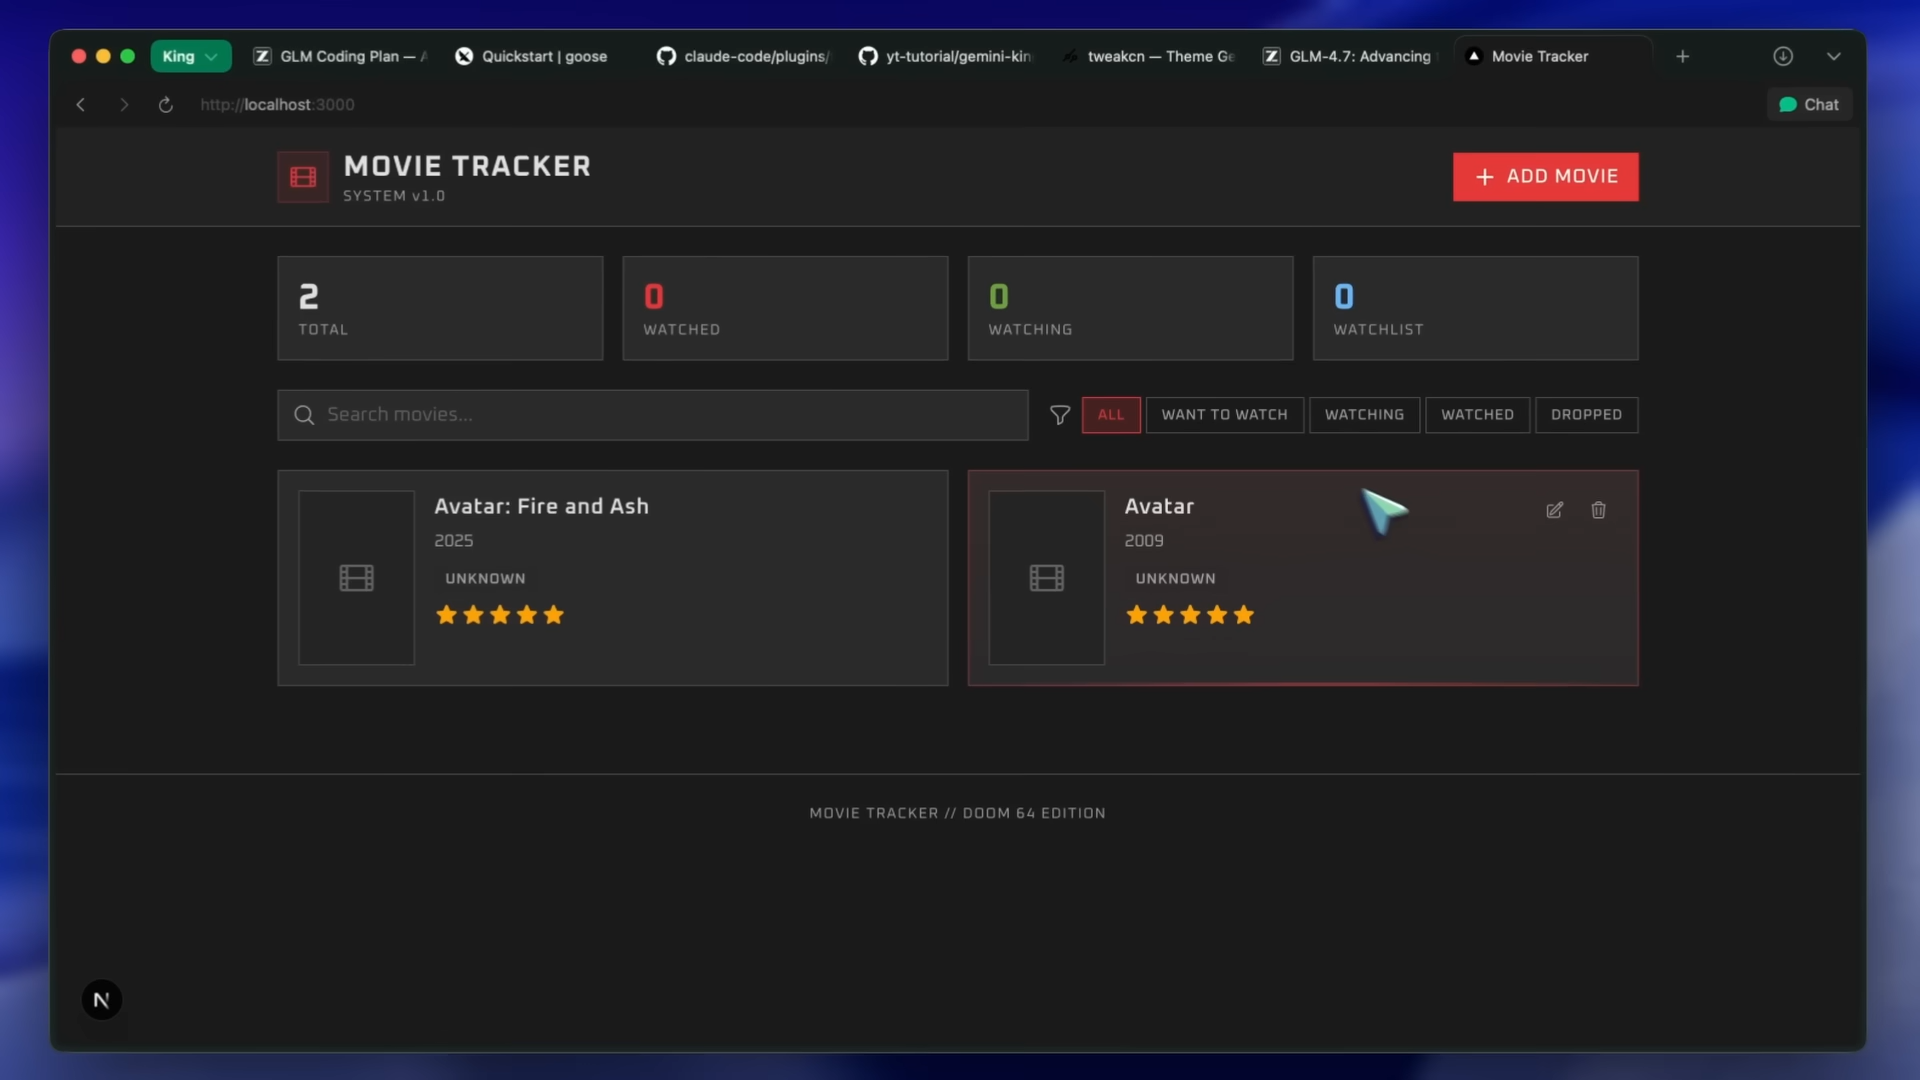 King
GLM Coding Plan —
Quickstart | goose
claude-code/plugins/
yt-tutorial/gemini-kin
tweakcn — Theme Ge
GLM-4.7: Advancing
Movie Tracker
http://localhost:3000
Chat
MOVIE TRACKER
SYSTEM v1.0
ADD MOVIE
2
TOTAL
0
WATCHED
0
WATCHING
0
WATCHLIST
Search movies...
ALL
WANT TO WATCH
WATCHING
WATCHED
DROPPED
Avatar: Fire and Ash
2025
UNKNOWN
Avatar
2009
UNKNOWN
MOVIE TRACKER // DOOM 64 EDITION
N